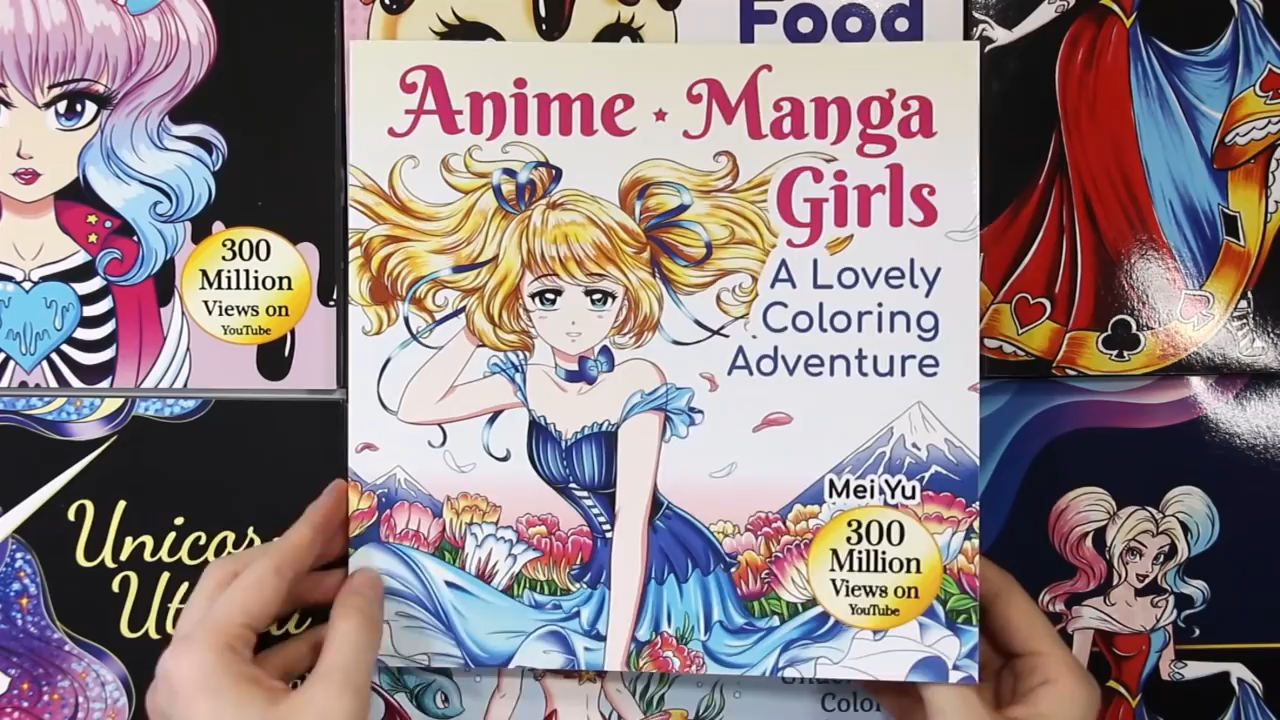 Food
Anime ★ Manga
Girls
A Lovely
Coloring
Adventure
Mei Yu
300
Million
Views on
YouTube
300
Million
Views on
YouTube
Unicorn